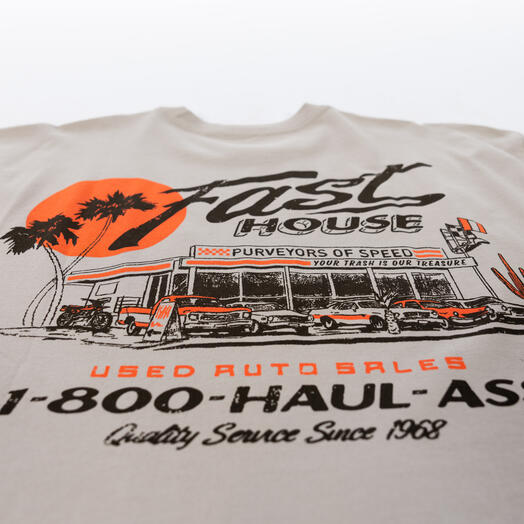 Fast
HOUSE
PURVEYORS OF SPEED
YOUR TRASH IS OUR TREASURE
USED AUTO SALES
1-800-HAUL-ASS
Quality Service Since 1968